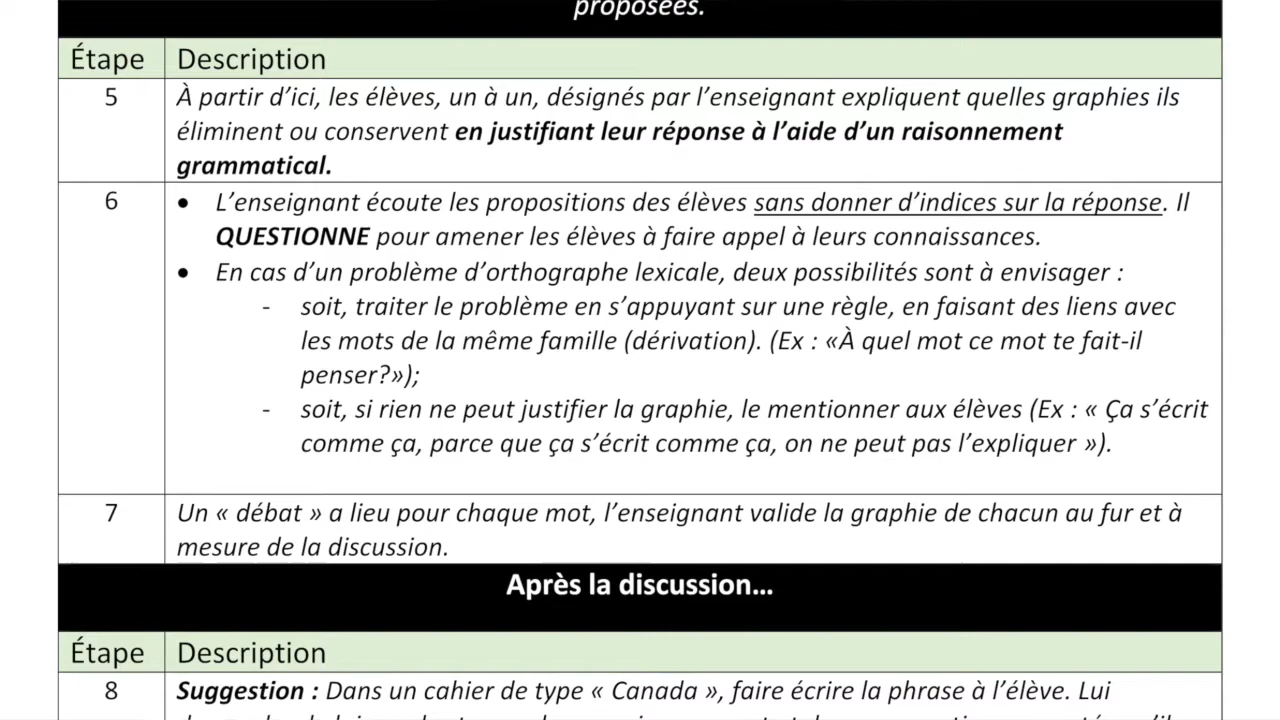 proposées.
Étape Description
5 À partir d’ici, les élèves, un à un, désignés par l’enseignant expliquent quelles graphies ils
éliminent ou conservent en justifiant leur réponse à l’aide d’un raisonnement
grammatical.
6 • L’enseignant écoute les propositions des élèves sans donner d’indices sur la réponse. Il
QUESTIONNE pour amener les élèves à faire appel à leurs connaissances.
• En cas d’un problème d’orthographe lexicale, deux possibilités sont à envisager :
- soit, traiter le problème en s’appuyant sur une règle, en faisant des liens avec
les mots de la même famille (dérivation). (Ex : «À quel mot ce mot te fait-il
penser?»);
- soit, si rien ne peut justifier la graphie, le mentionner aux élèves (Ex : « Ça s’écrit
comme ça, parce que ça s’écrit comme ça, on ne peut pas l’expliquer »).
7 Un « débat » a lieu pour chaque mot, l’enseignant valide la graphie de chacun au fur et à
mesure de la discussion.
Après la discussion…
Étape Description
8 Suggestion : Dans un cahier de type « Canada », faire écrire la phrase à l’élève. Lui